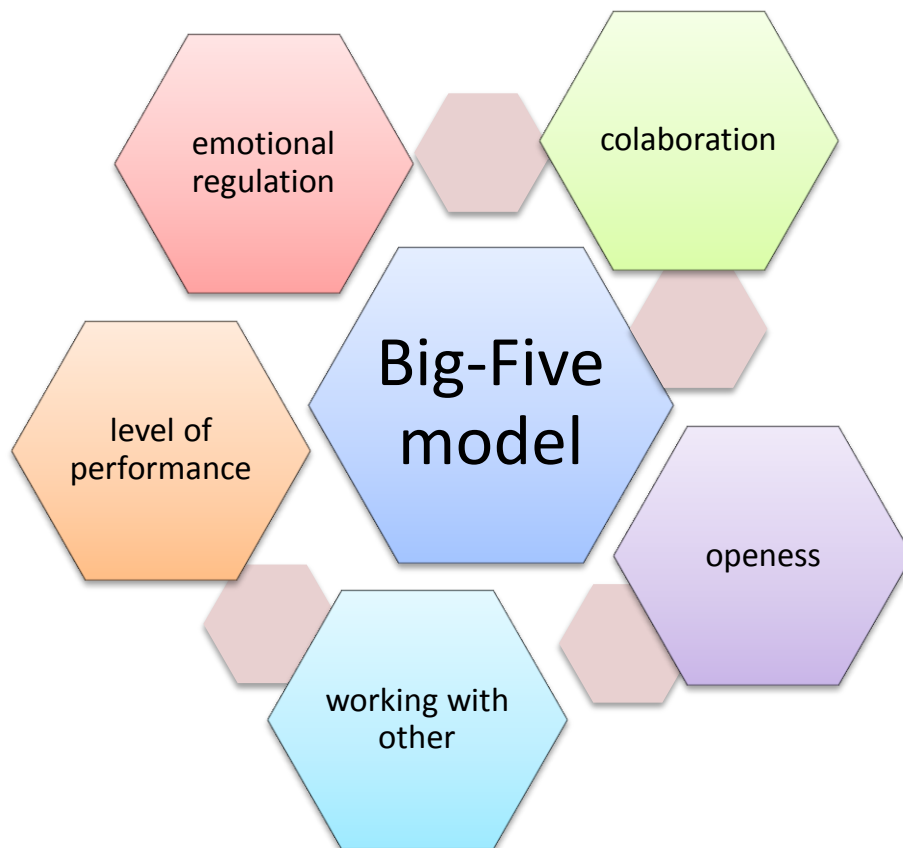 emotional
regulation
colaboration
Big-Five
model
level of
performance
openess
working with
other